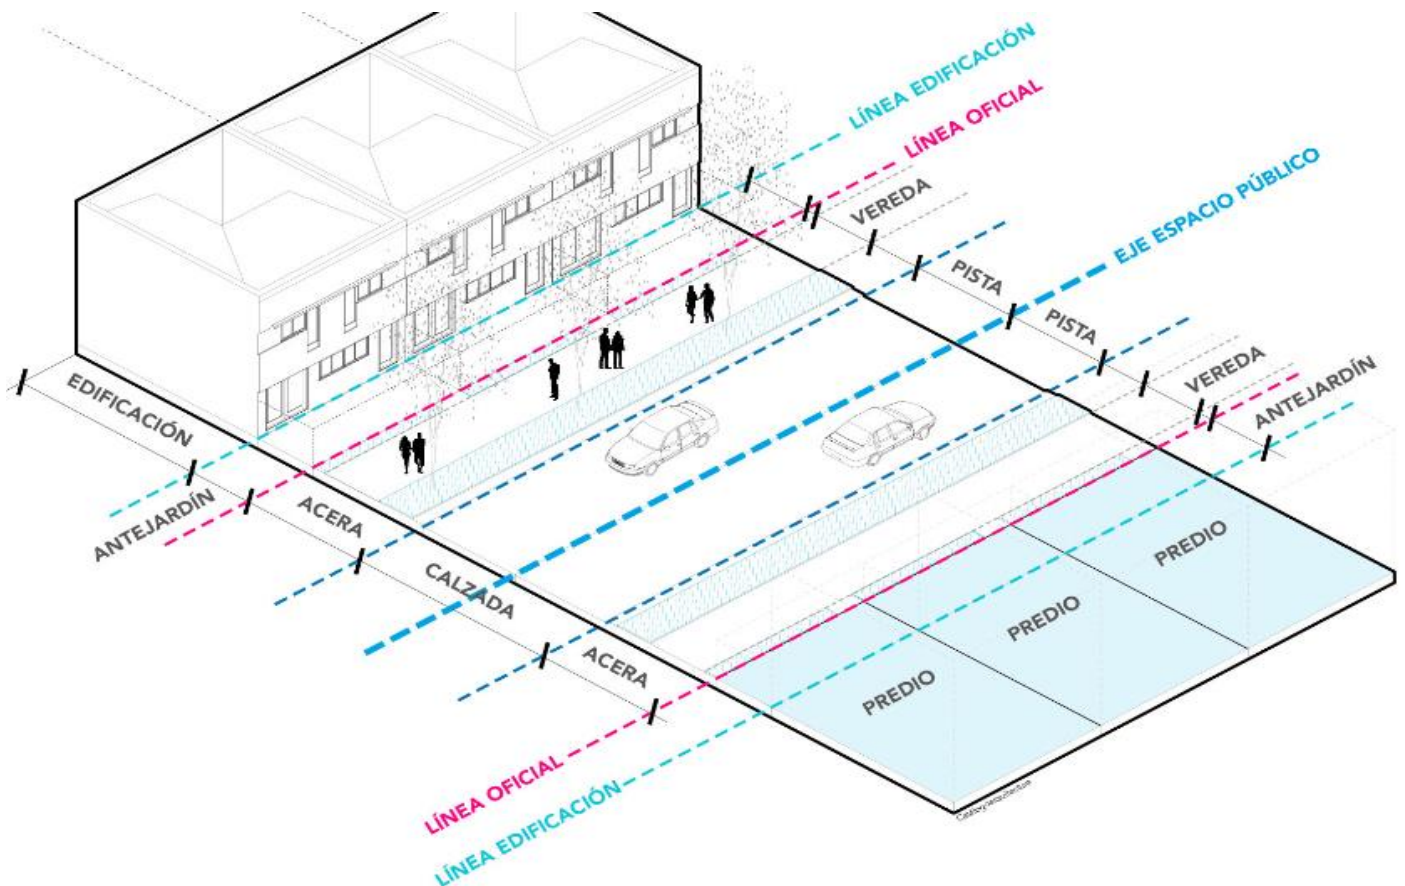 LÍNEA EDIFICACIÓN
LÍNEA OFICIAL
VEREDA
EJE ESPACIO PÚBLICO
PISTA
PISTA
VEREDA
ANTEJARDÍN
EDIFICACIÓN
ANTEJARDÍN
ACERA
CALZADA
ACERA
PREDIO
PREDIO
PREDIO
LÍNEA OFICIAL
LÍNEA EDIFICACIÓN